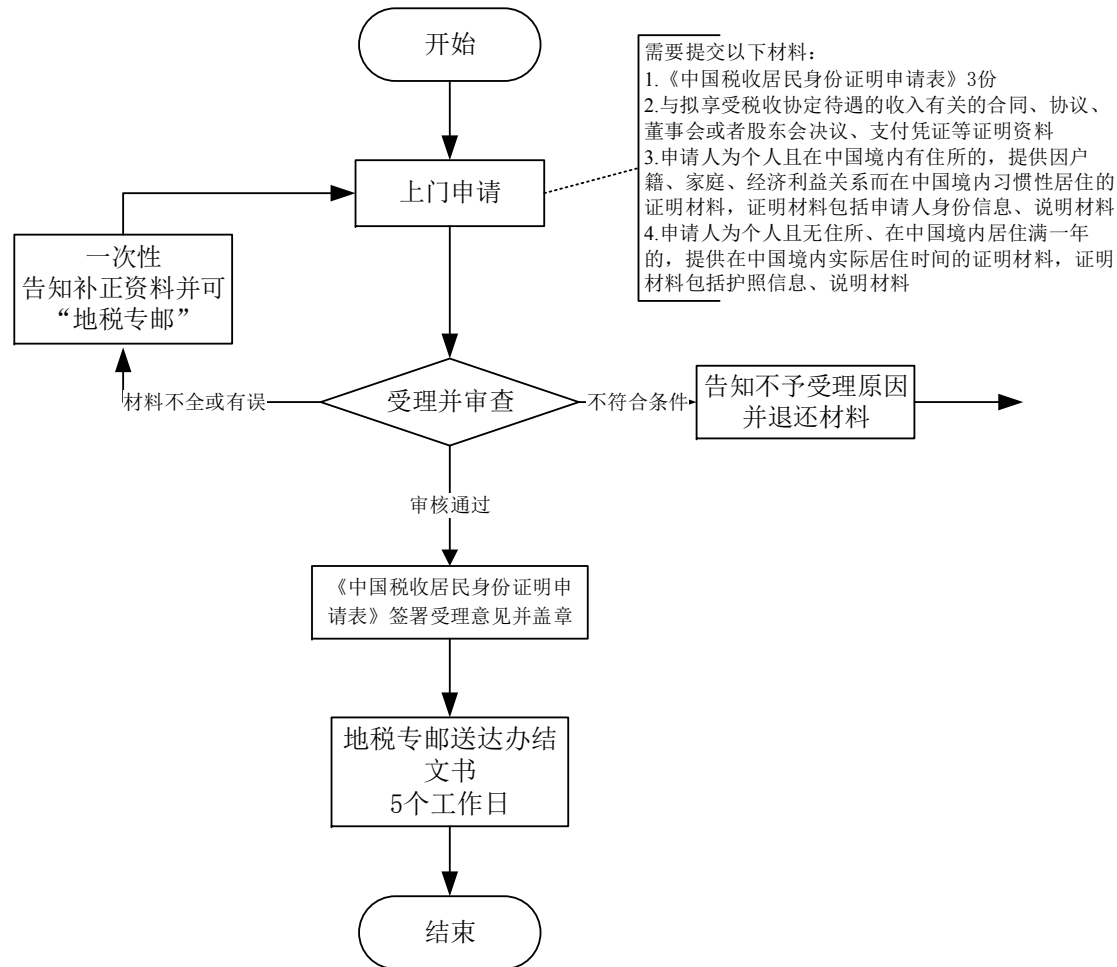 开始
需要提交以下材料：
1.《中国税收居民身份证明申请表》3份
2.与拟享受税收协定待遇的收入有关的合同、协议、
董事会或者股东会决议、支付凭证等证明资料
3.申请人为个人且在中国境内有住所的，提供因户
籍、家庭、经济利益关系而在中国境内习惯性居住的
证明材料，证明材料包括申请人身份信息、说明材料
4.申请人为个人且无住所、在中国境内居住满一年
的，提供在中国境内实际居住时间的证明材料，证明
材料包括护照信息、说明材料
上门申请
一次性
告知补正资料并可
“地税专邮”
材料不全或有误
受理并审查
不符合条件
告知不予受理原因
并退还材料
审核通过
《中国税收居民身份证明申
请表》签署受理意见并盖章
地税专邮送达办结
文书
5个工作日
结束